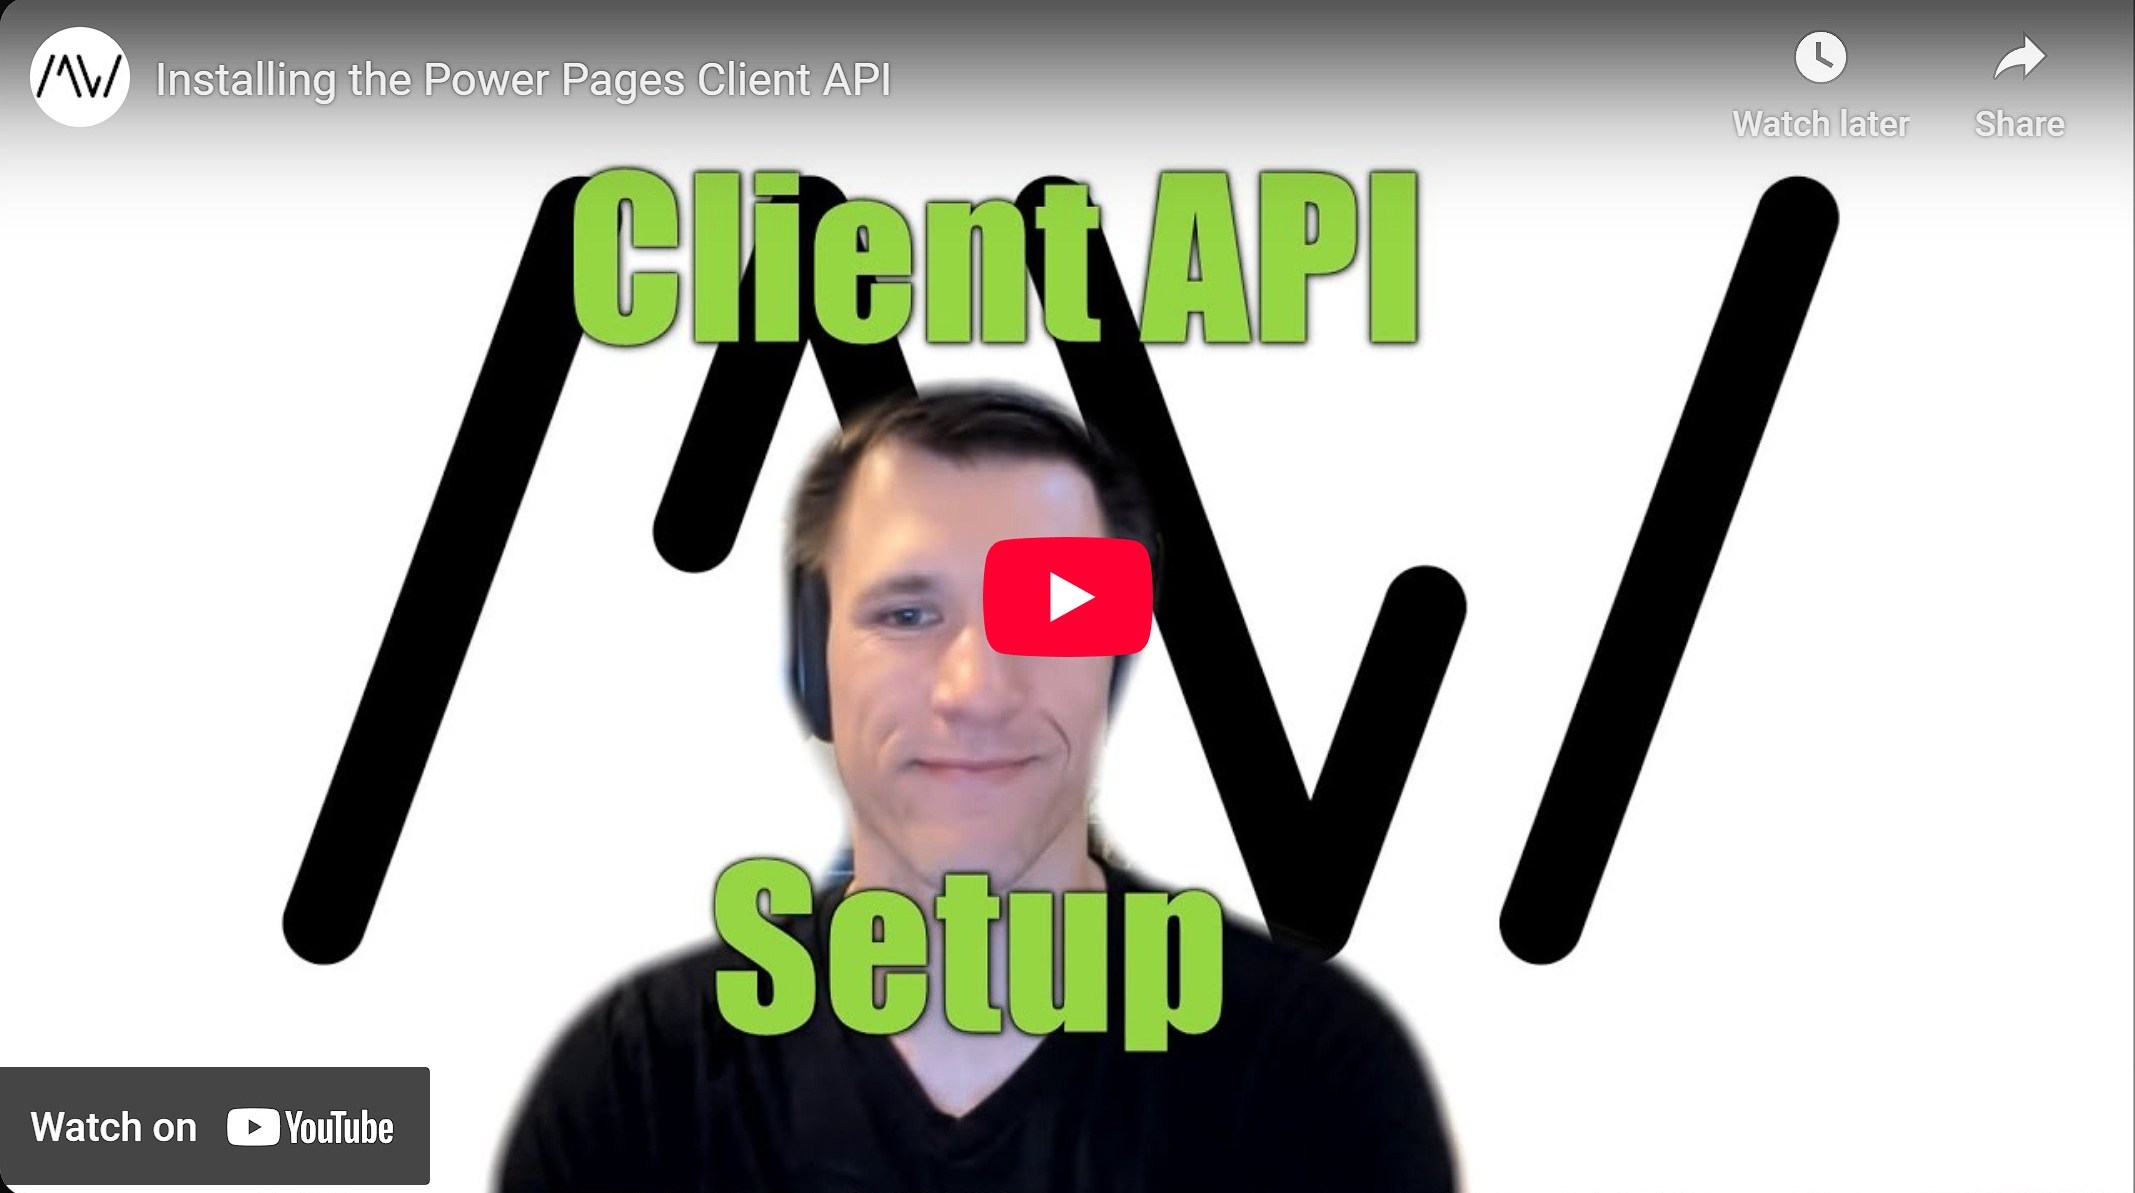 Installing the Power Pages Client API
Watch later
Share
Client API
Setup
Watch on YouTube